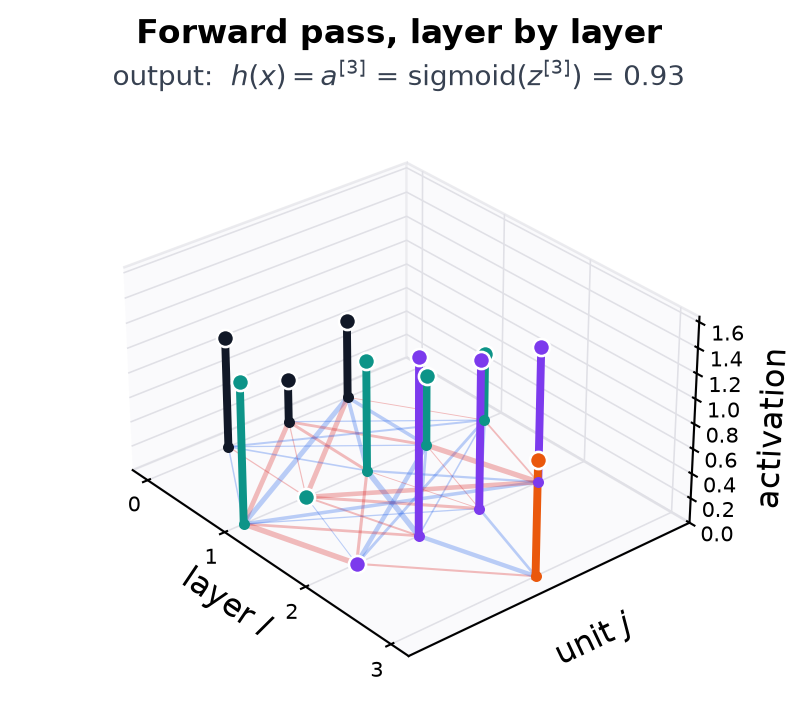 Forward pass, layer by layer
output: h(x) = a^[3] = sigmoid(z^[3]) = 0.93
1.6
1.4
1.2
1.0
0.8
0.6
0.4
0.2
0.0
activation
0
1
2
3
layer l
unit j